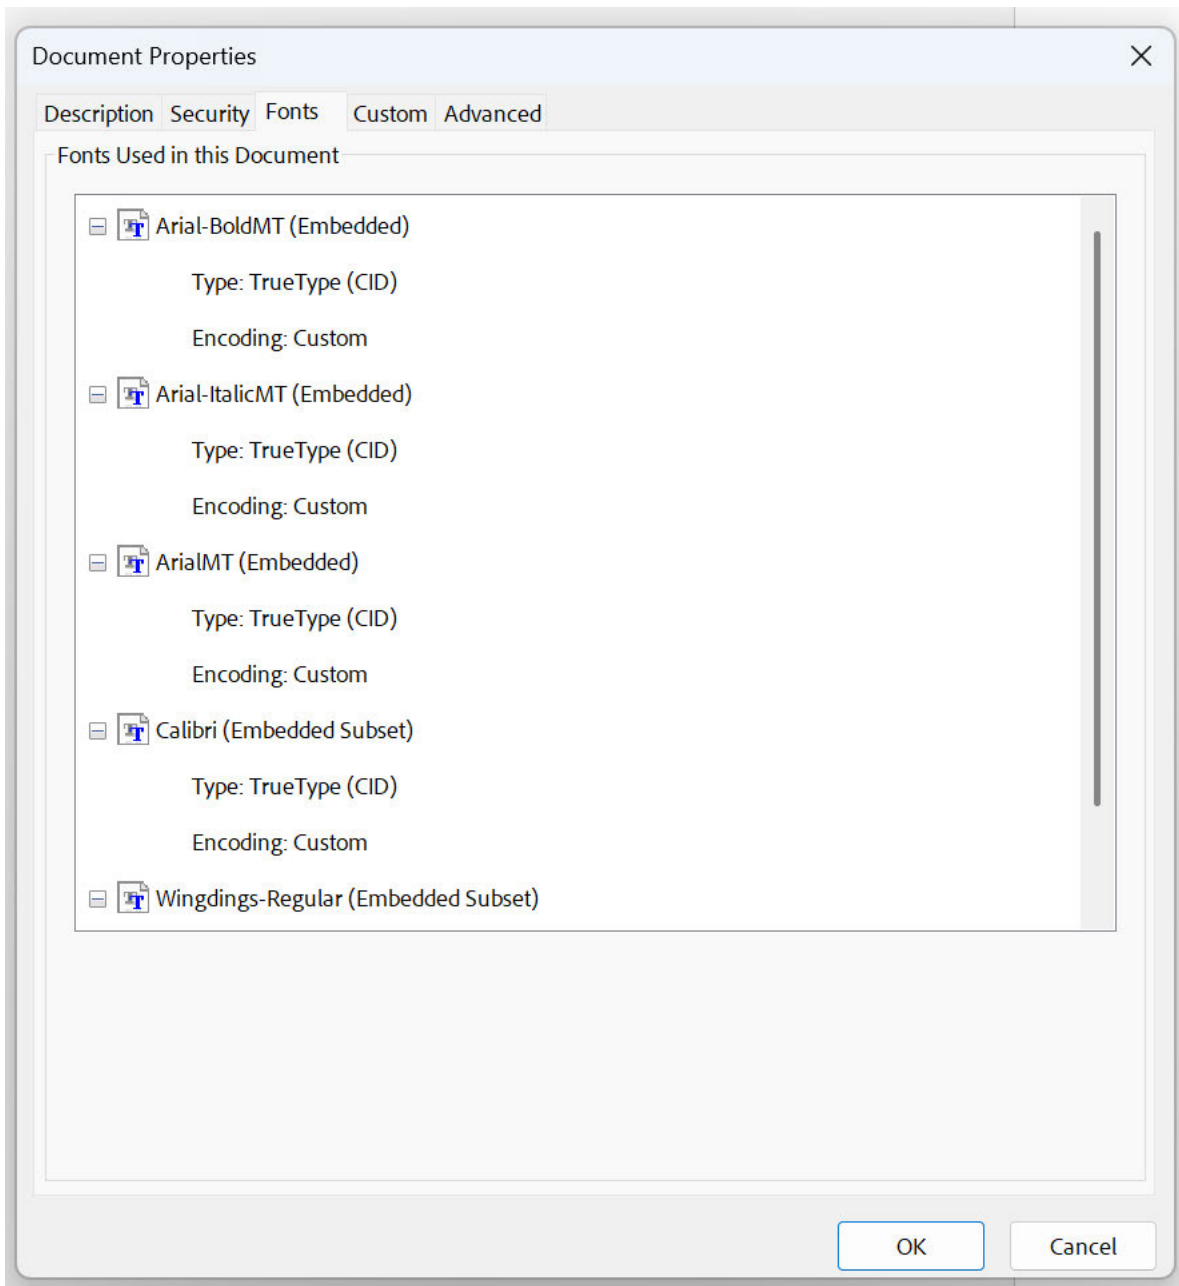 Document Properties
Description Security Fonts Custom Advanced
Fonts Used in this Document
Arial-BoldMT (Embedded)
Type: TrueType (CID)
Encoding: Custom
Arial-ItalicMT (Embedded)
Type: TrueType (CID)
Encoding: Custom
ArialMT (Embedded)
Type: TrueType (CID)
Encoding: Custom
Calibri (Embedded Subset)
Type: TrueType (CID)
Encoding: Custom
Wingdings-Regular (Embedded Subset)
OK Cancel